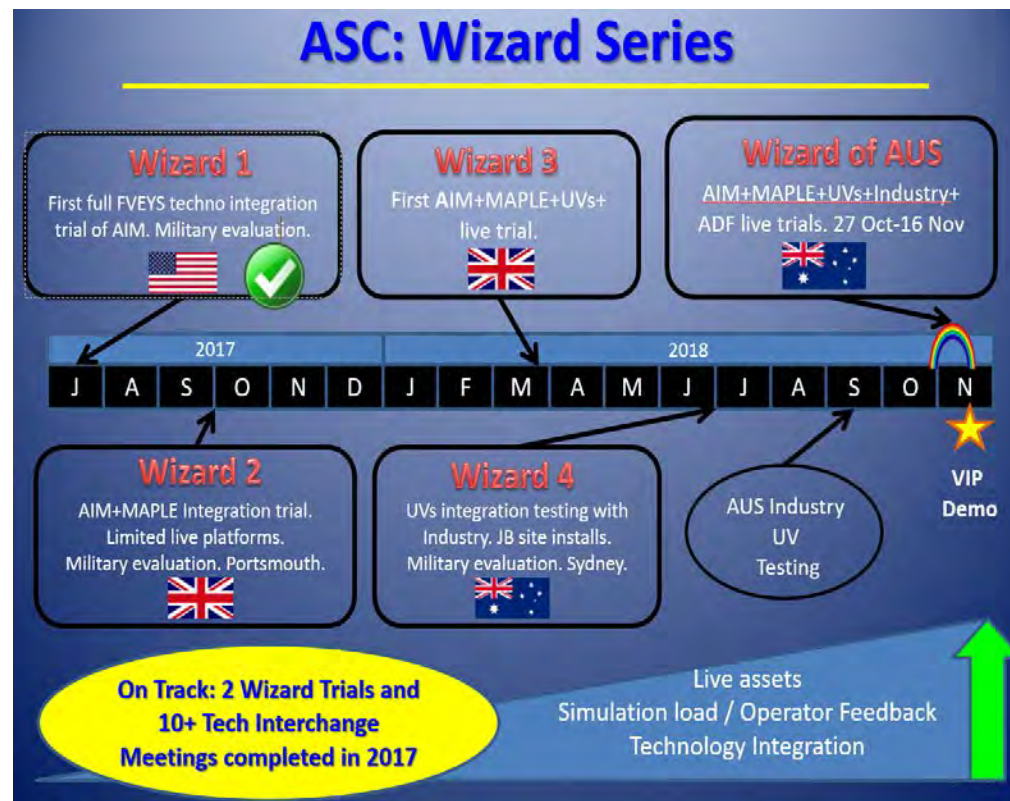 ASC: Wizard Series
Wizard 1
First full FVEYS techno integration
trial of AIM. Military evaluation.
Wizard 3
First AIM+MAPLE+UVs+
live trial.
Wizard of AUS
AIM+MAPLE+UVs+Industry+
ADF live trials. 27 Oct-16 Nov
2017
2018
J A S O N D J F M A M J J A S O N
Wizard 2
AIM+MAPLE Integration trial.
Limited live platforms.
Military evaluation. Portsmouth.
Wizard 4
UVs integration testing with
Industry. JB site installs.
Military evaluation. Sydney.
AUS Industry
UV
Testing
VIP
Demo
On Track: 2 Wizard Trials and
10+ Tech Interchange
Meetings completed in 2017
Live assets
Simulation load / Operator Feedback
Technology Integration